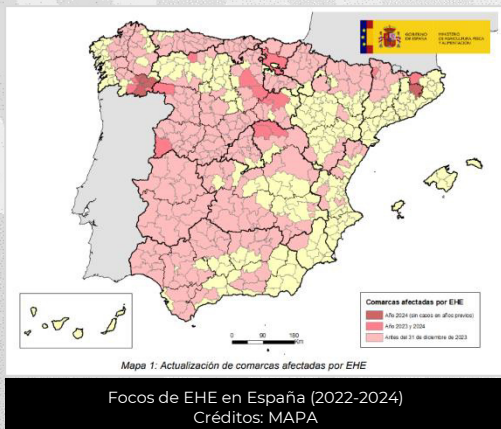 GOBIERNO
DE ESPAÑA
MINISTERIO
DE AGRICULTURA, PESCA
Y ALIMENTACIÓN
Comarcas afectadas por EHE
Año 2024 (sin casos en años previos)
Año 2023 y 2024
Antes del 31 de diciembre de 2023
0 90 180
Km
Mapa 1: Actualización de comarcas afectadas por EHE
Focos de EHE en España (2022-2024)
Créditos: MAPA